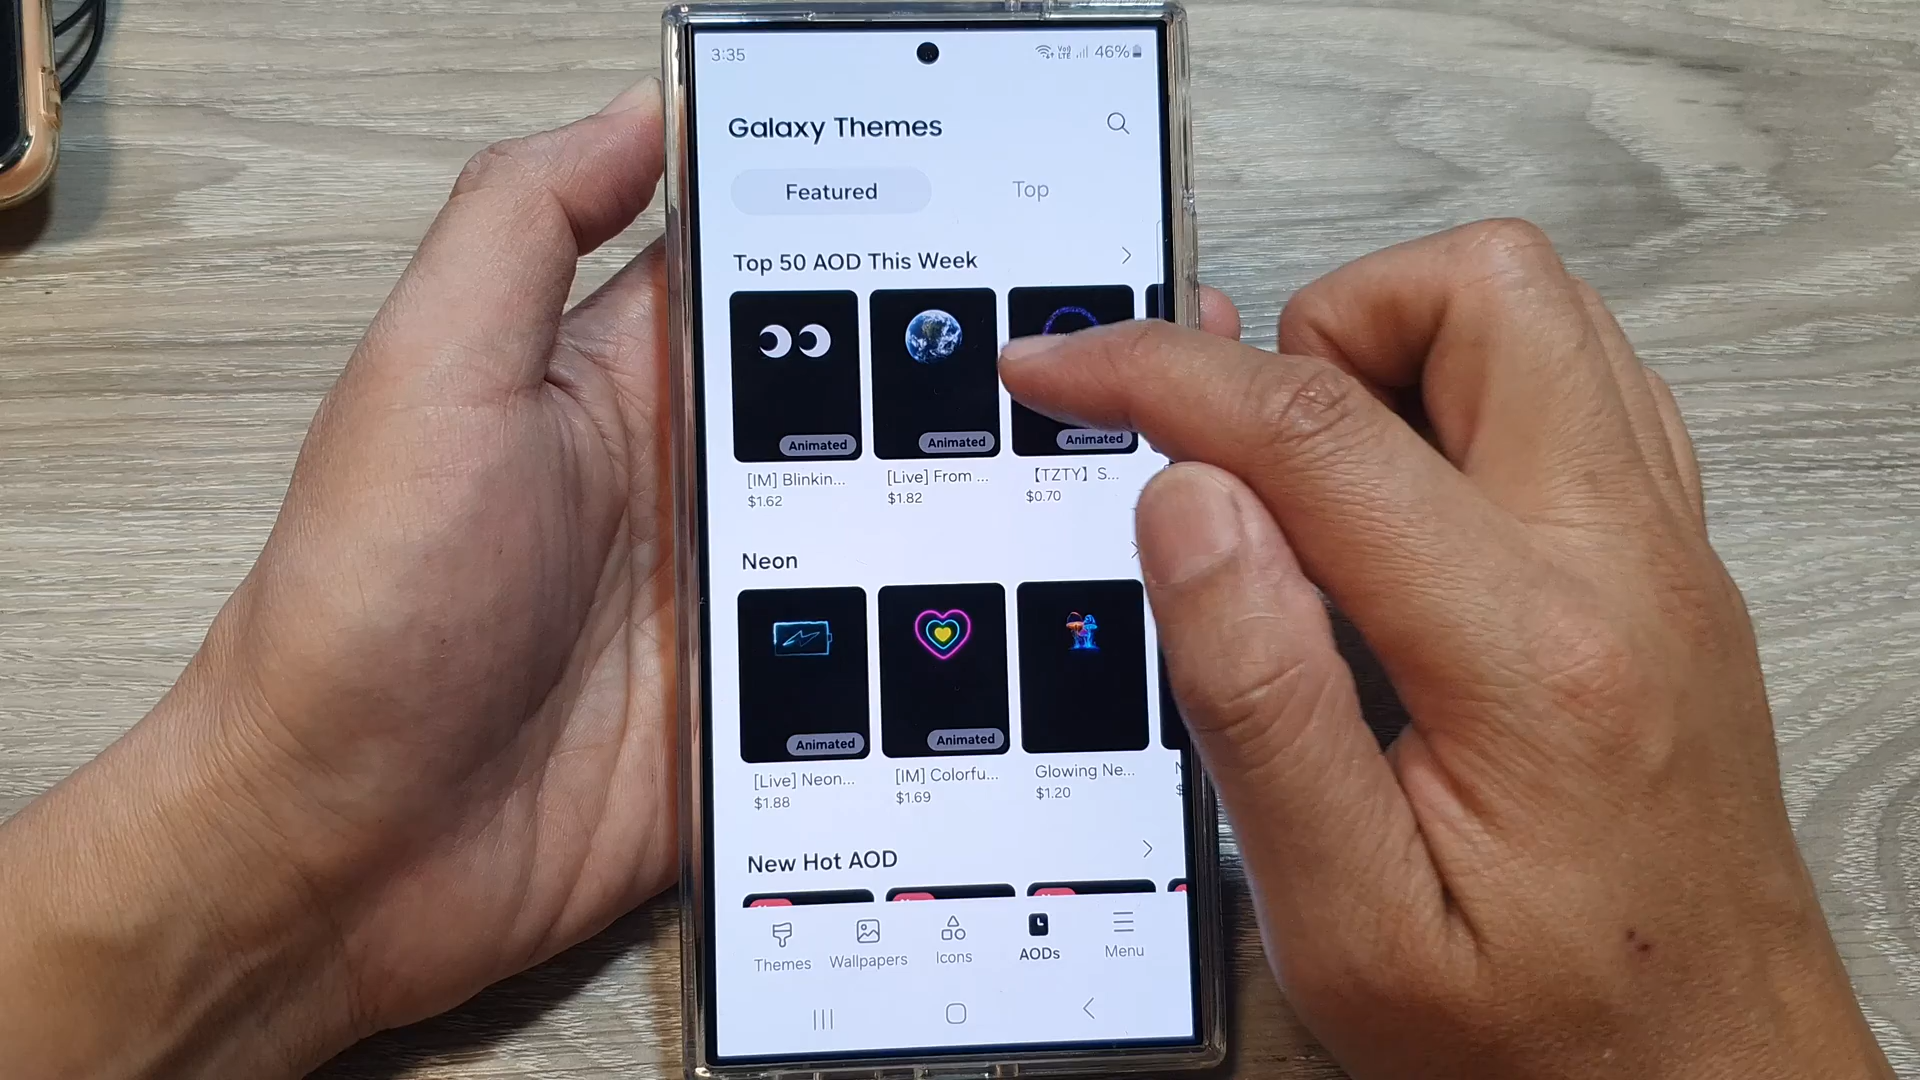 3:35
Vo)) LTE 46%
Galaxy Themes
Featured
Top
Top 50 AOD This Week
Animated
Animated
Animated
[IM] Blinkin...
[Live] From ...
【TZTY】 S...
$1.62
$1.82
$0.70
Neon
Animated
Animated
[Live] Neon...
[IM] Colorfu...
Glowing Ne...
$1.88
$1.69
$1.20
New Hot AOD
Themes
Wallpapers
Icons
AODs
Menu